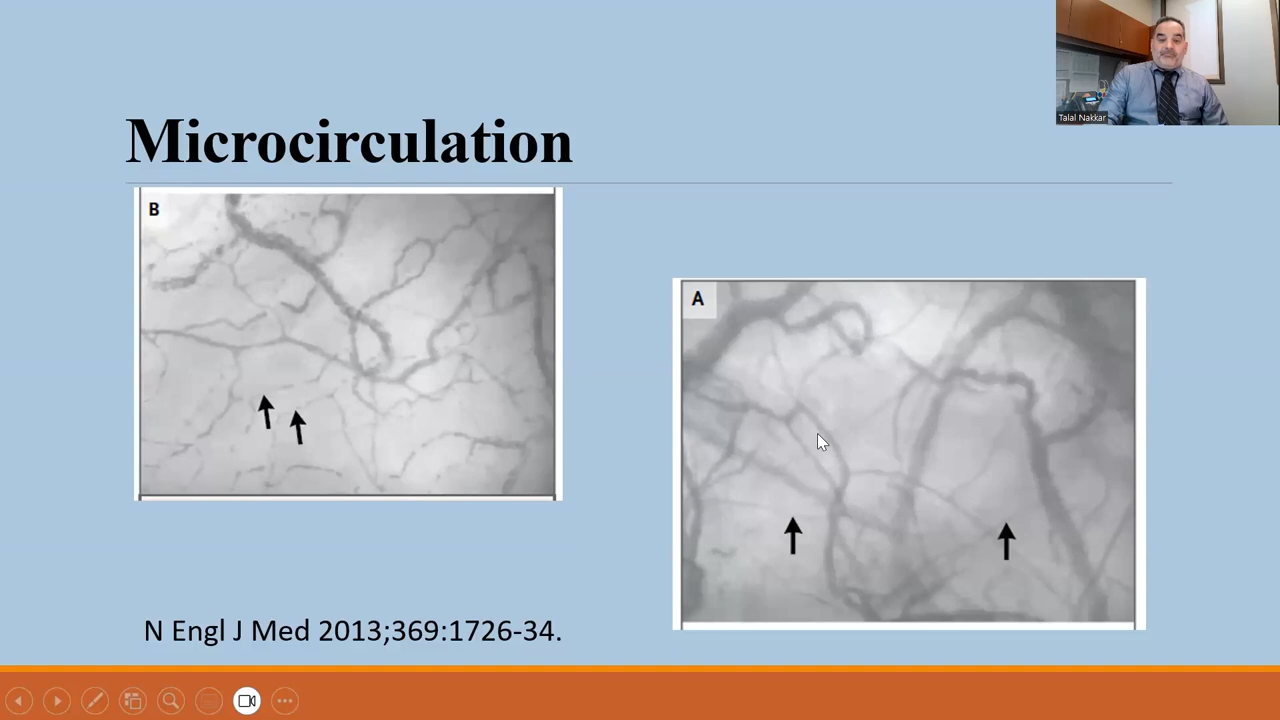 Microcirculation
Talal Nakkar
B
A
N Engl J Med 2013;369:1726-34.